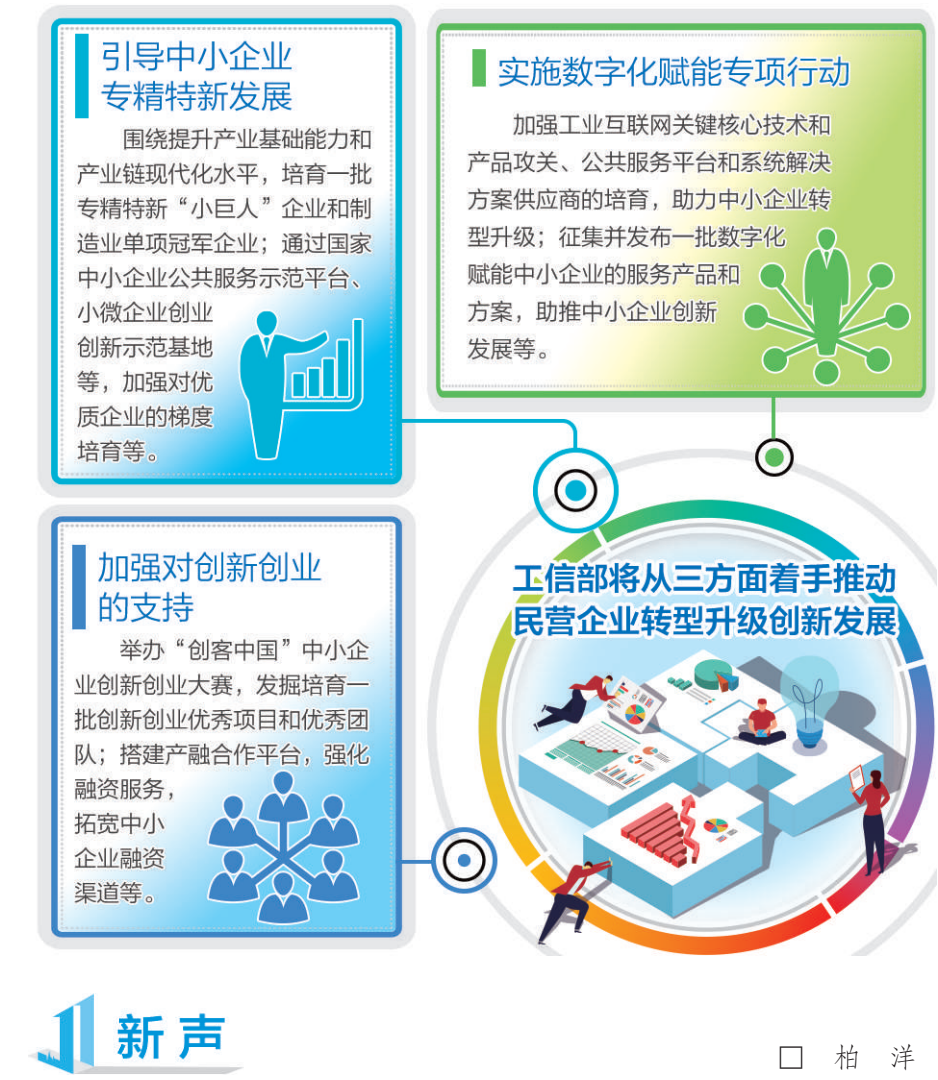 引导中小企业
专精特新发展
围绕提升产业基础能力和
产业链现代化水平，培育一批
专精特新“小巨人”企业和制
造业单项冠军企业；通过国家
中小企业公共服务示范平台、
小微企业创业
创新示范基地
等，加强对优
质企业的梯度
培育等。
实施数字化赋能专项行动
加强工业互联网关键核心技术和
产品攻关、公共服务平台和系统解决
方案供应商的培育，助力中小企业转
型升级；征集并发布一批数字化
赋能中小企业的服务产品和
方案，助推中小企业创新
发展等。
加强对创新创业
的支持
举办“创客中国”中小企
业创新创业大赛，发掘培育一
批创新创业优秀项目和优秀团
队；搭建产融合作平台，强化
融资服务，
拓宽中小
企业融资
渠道等。
工信部将从三方面着手推动
民营企业转型升级创新发展
新声
□ 柏 洋